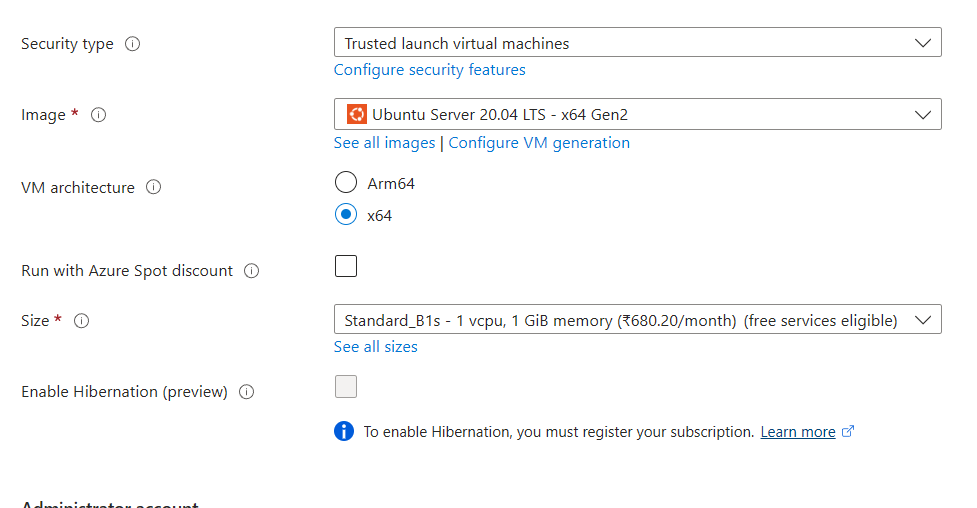 Security type
Trusted launch virtual machines
Configure security features
Image *
Ubuntu Server 20.04 LTS - x64 Gen2
See all images | Configure VM generation
VM architecture
Arm64
x64
Run with Azure Spot discount
Size *
Standard_B1s - 1 vcpu, 1 GiB memory (₹680.20/month) (free services eligible)
See all sizes
Enable Hibernation (preview)
To enable Hibernation, you must register your subscription. Learn more
Administrator account